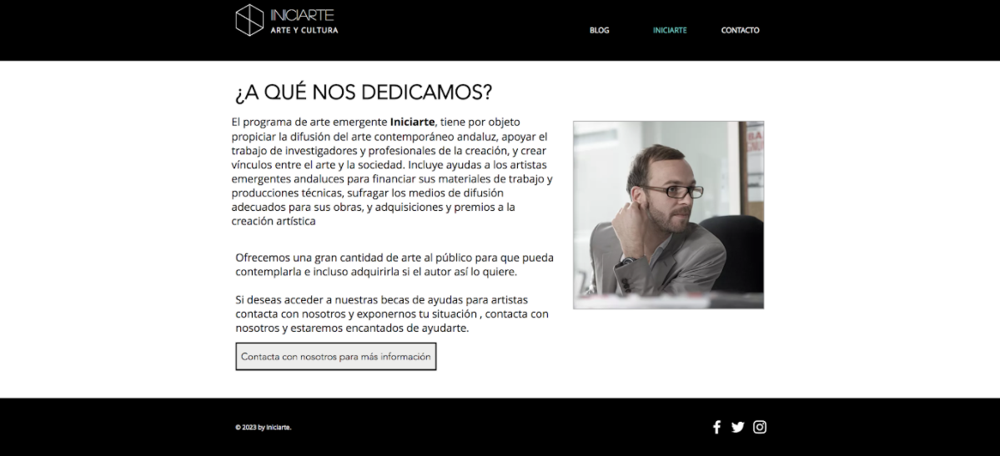 INICIARTE
ARTE Y CULTURA
BLOG
INICIARTE
CONTACTO
¿A QUÉ NOS DEDICAMOS?
El programa de arte emergente Iniciarte, tiene por objeto
propiciar la difusión del arte contemporáneo andaluz, apoyar el
trabajo de investigadores y profesionales de la creación, y crear
vínculos entre el arte y la sociedad. Incluye ayudas a los artistas
emergentes andaluces para financiar sus materiales de trabajo y
producciones técnicas, sufragar los medios de difusión
adecuados para sus obras, y adquisiciones y premios a la
creación artística
Ofrecemos una gran cantidad de arte al público para que pueda
contemplarla e incluso adquirirla si el autor así lo quiere.
Si deseas acceder a nuestras becas de ayudas para artistas
contacta con nosotros y exponernos tu situación , contacta con
nosotros y estaremos encantados de ayudarte.
Contacta con nosotros para más información
© 2023 by Iniciarte.